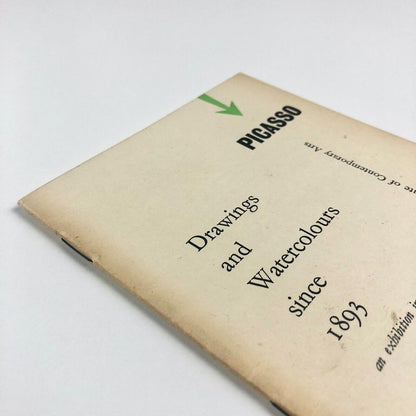 PICASSO
of Contemporary Arts
Drawings
and
Watercolours
since
1893
an exhibition